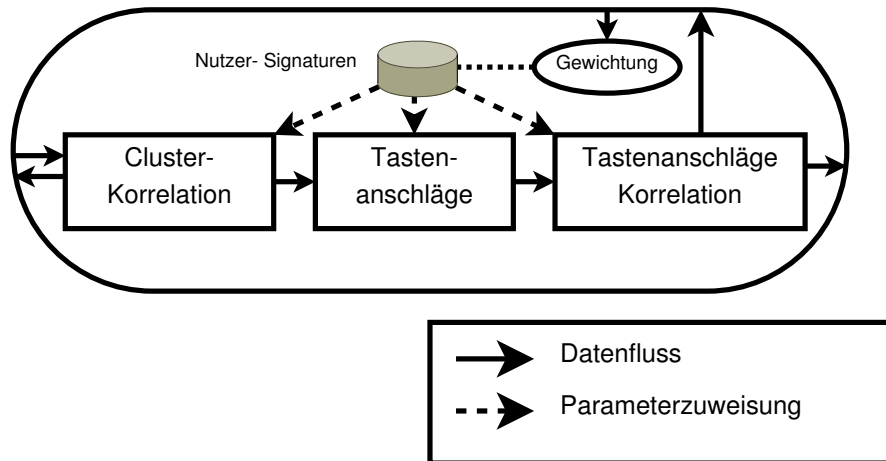 Nutzer- Signaturen
Gewichtung
Cluster-
Korrelation
Tasten-
anschläge
Tastenanschläge
Korrelation
Datenfluss
Parameterzuweisung